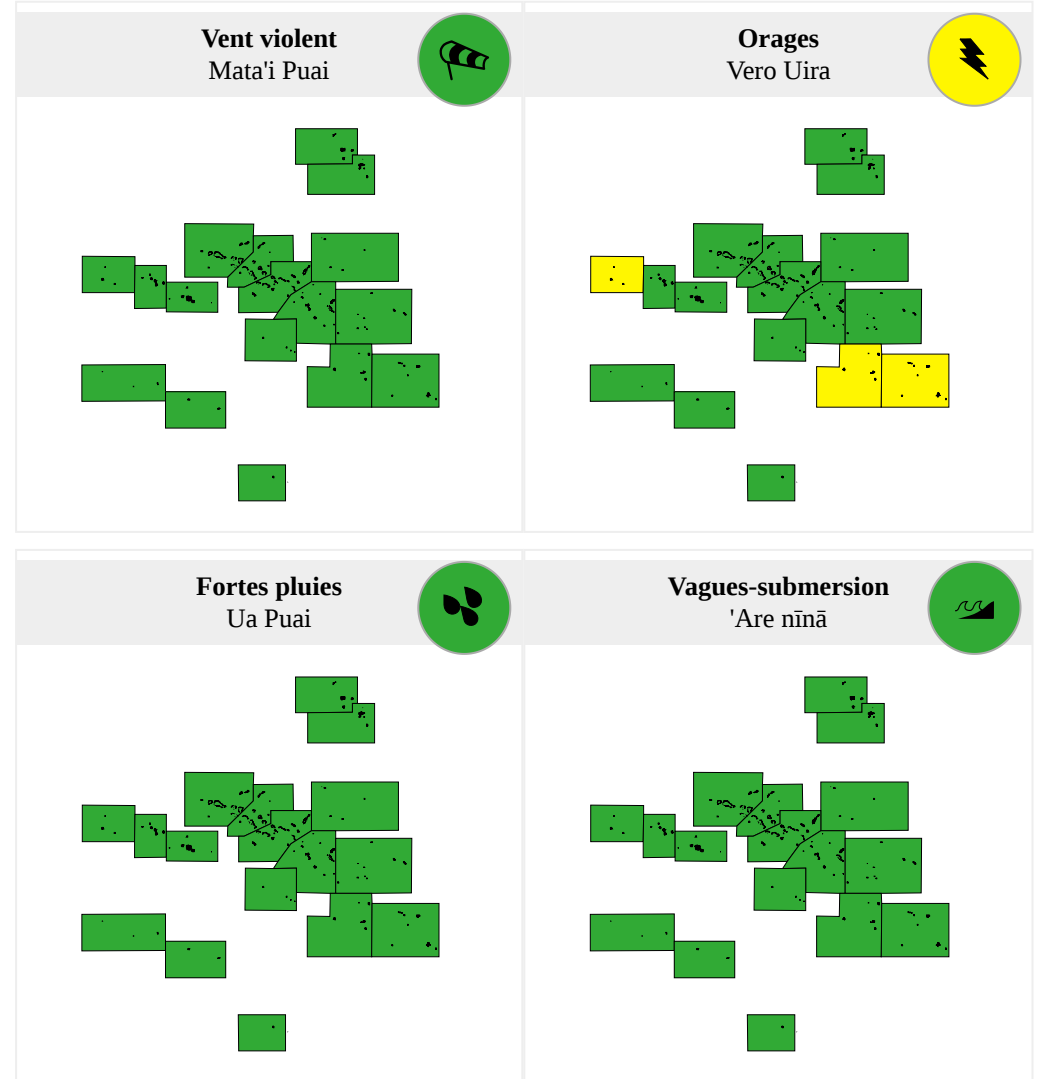 Vent violent
Mata'i Puai
Orages
Vero Uira
Fortes pluies
Ua Puai
Vagues-submersion
'Are nīnā